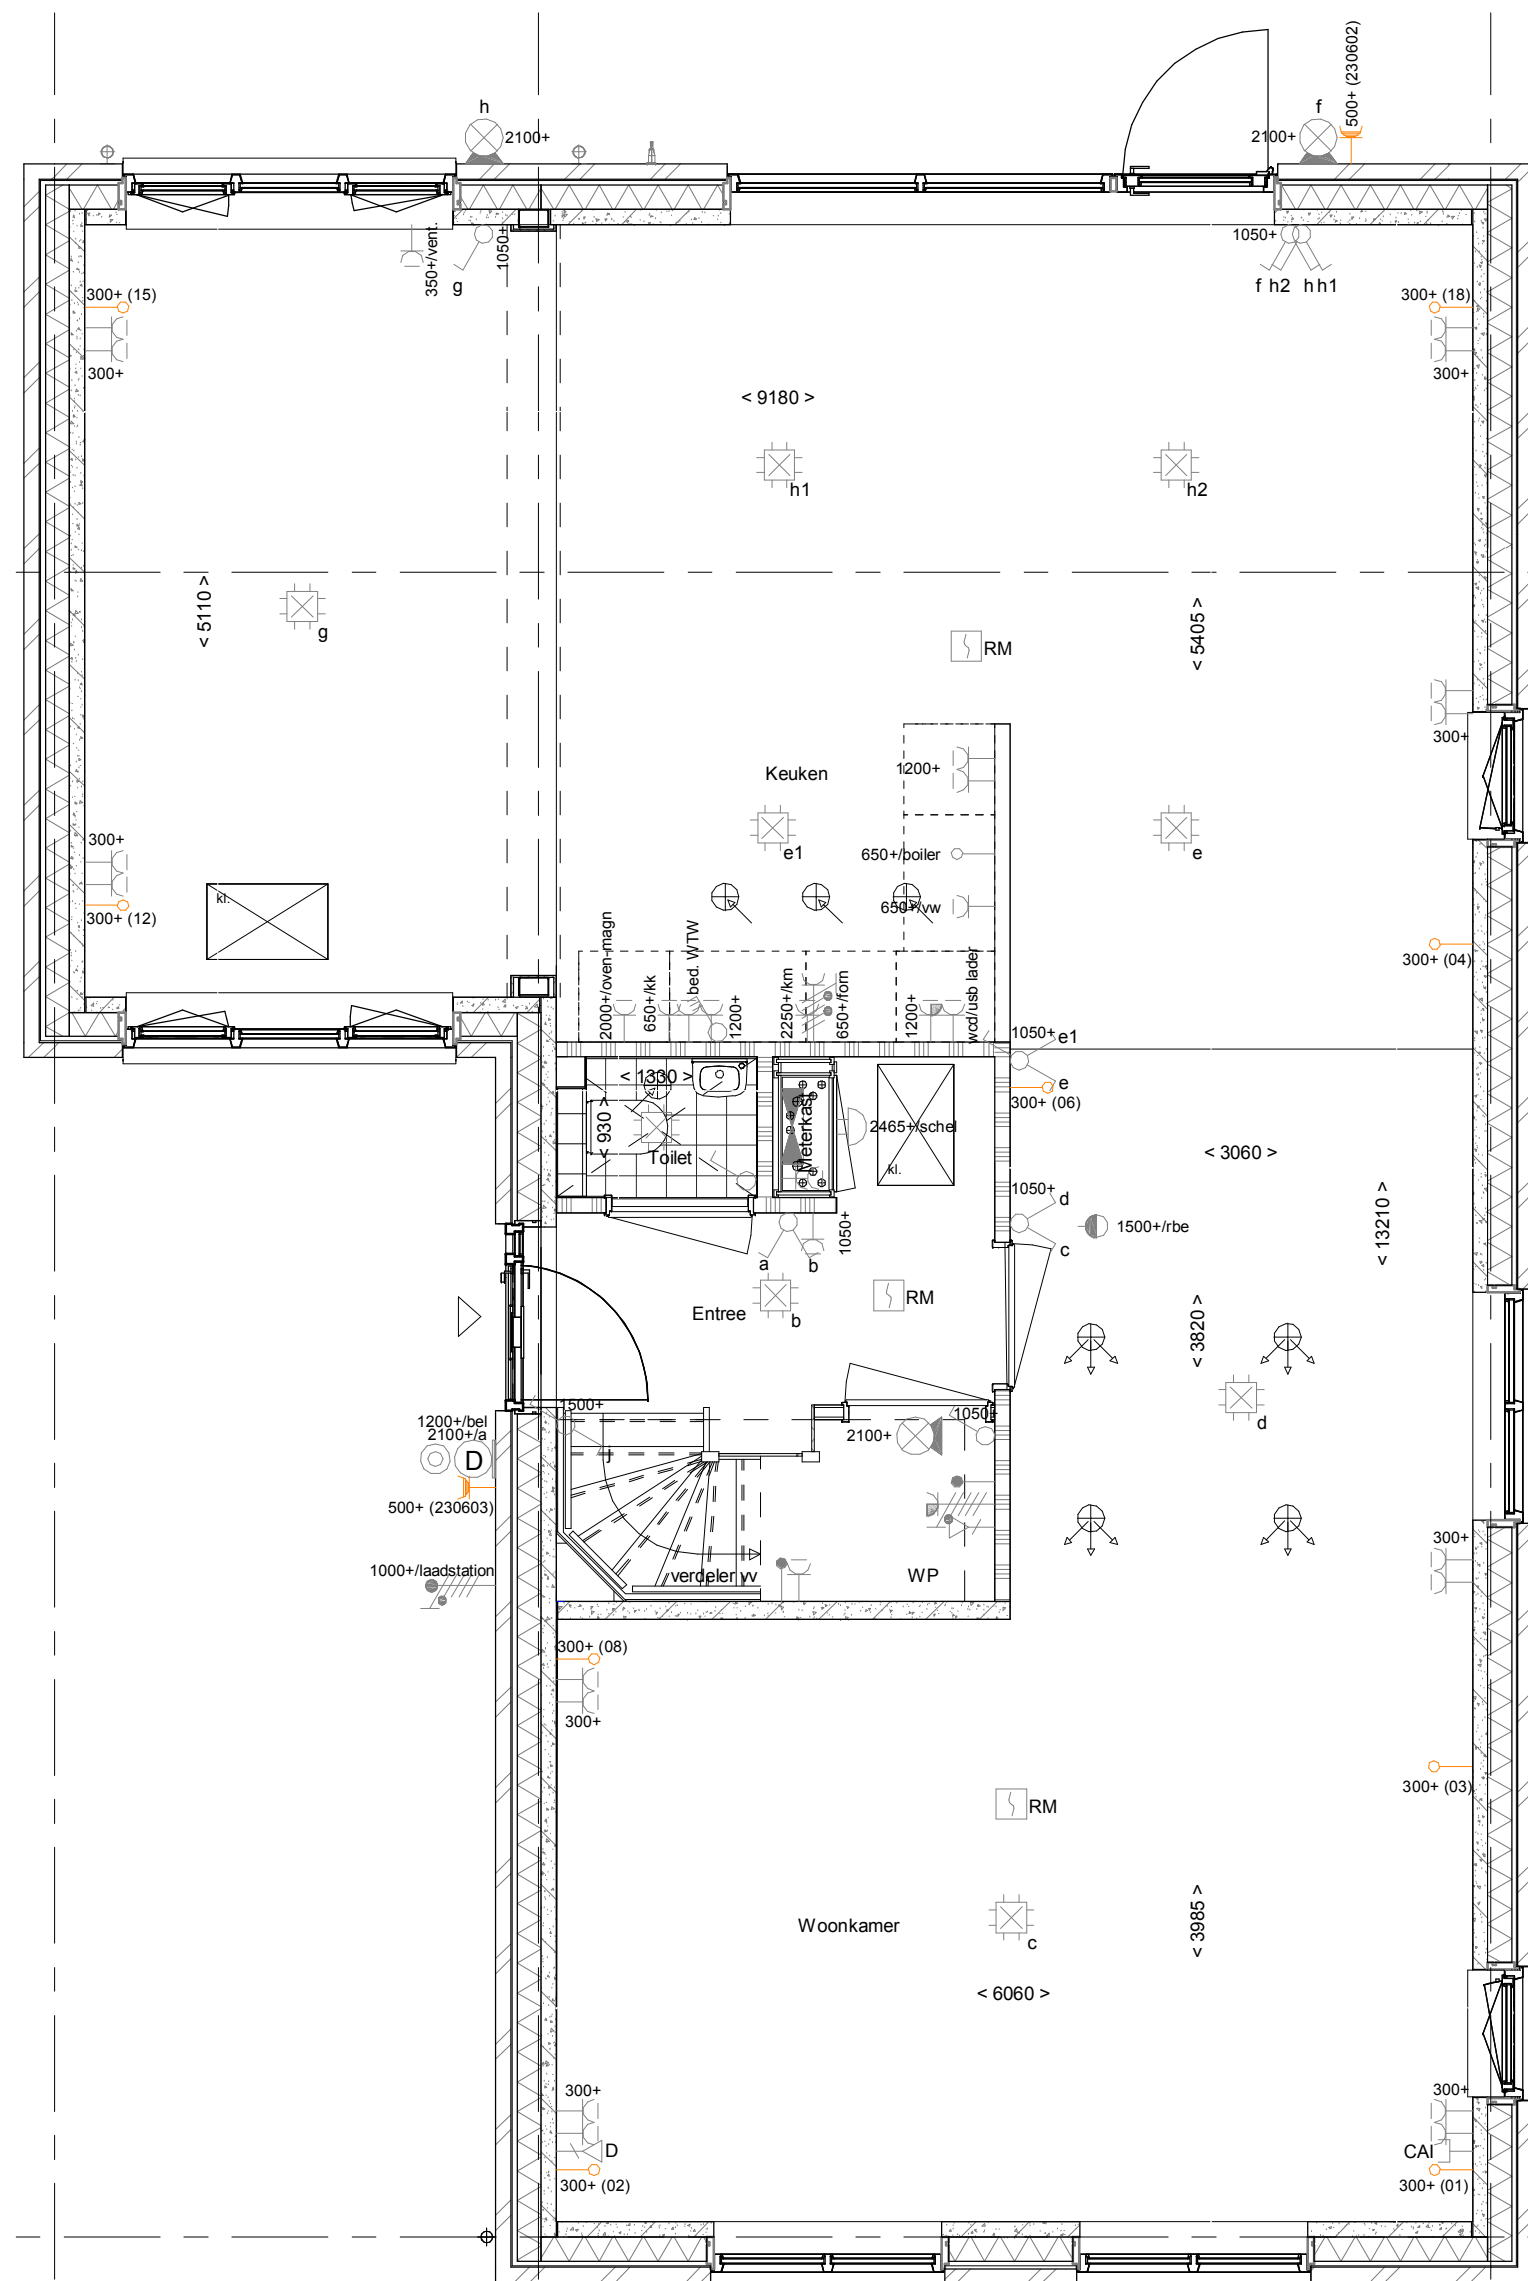 500+ (230602)
h
2100+
f
2100+
350+/vent.
g
1050+
1050+
f h2 h h1
300+ (15)
300+
300+ (18)
300+
< 9180 >
h1
h2
< 5110 >
g
< 5405 >
RM
300+
Keuken
1200+
e1
e
650+/boiler
300+
kl.
300+ (12)
650+/vw
300+ (04)
2000+/oven-magn
650+/kk
bed. WTW
1200+
2250+/km
650+/forn
1200+
wcd/usb lader
1050+
e1
e
300+ (06)
< 1330 >
< 930 >
Toilet
Meterkast
2465+/schel
kl.
< 3060 >
1050+
d
c
1500+/rbe
< 13210 >
a
b
1050+
Entree
b
RM
< 3820 >
d
1500+
j
1200+/bel
2100+/a
D
500+ (230603)
2100+
1050+
1000+/laadstation
verdeler vv
WP
300+
300+ (08)
300+
300+ (03)
RM
Woonkamer
c
< 3985 >
< 6060 >
300+
D
300+ (02)
300+
CAI
300+ (01)